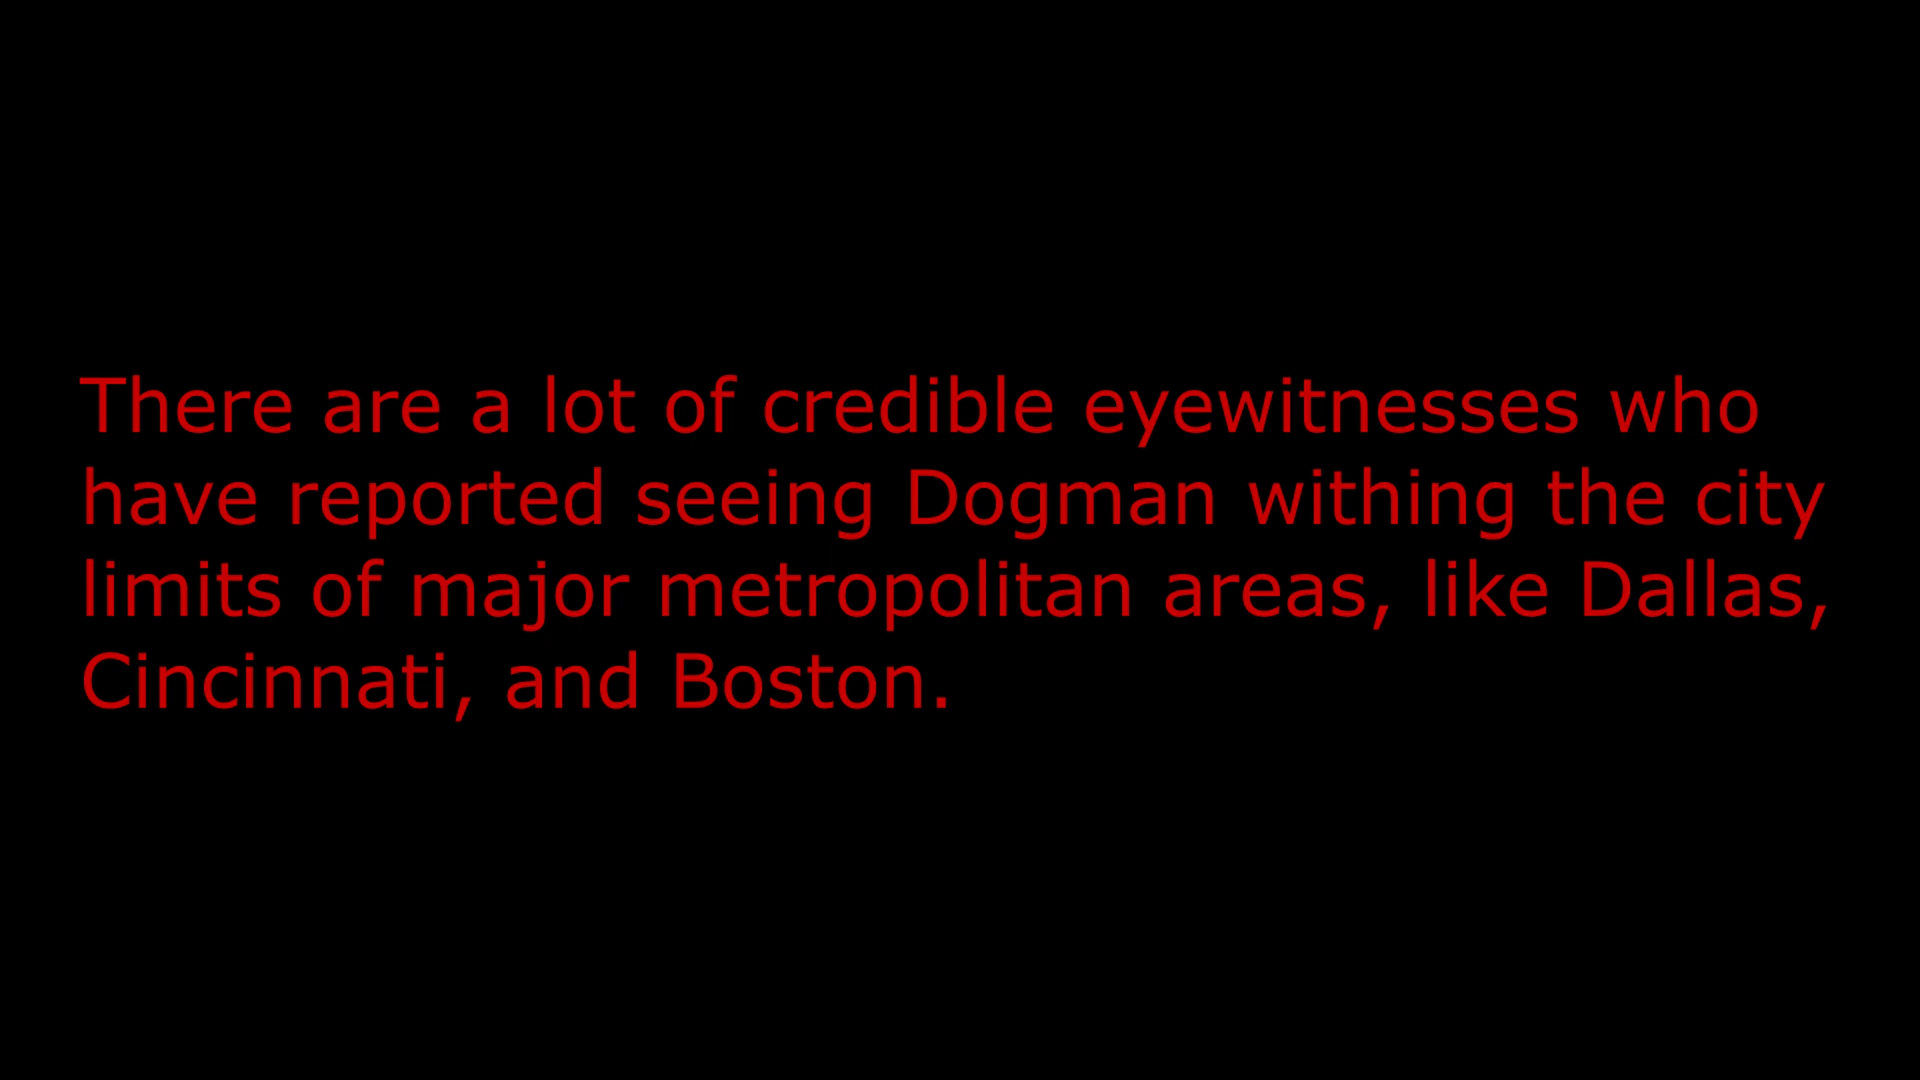 There are a lot of credible eyewitnesses who
have reported seeing Dogman withing the city
limits of major metropolitan areas, like Dallas,
Cincinnati, and Boston.